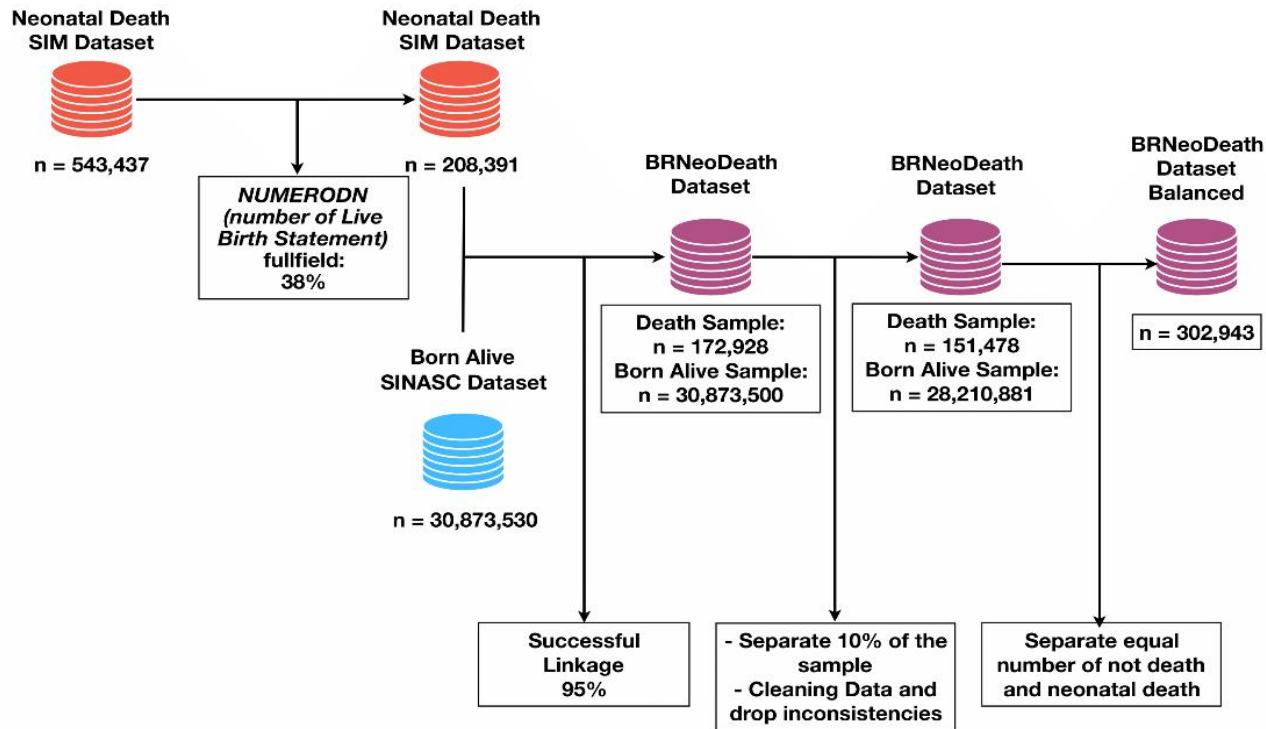 Neonatal Death
SIM Dataset
n = 543,437
NUMERODN
(number of Live
Birth Statement)
fullfield:
38%
Neonatal Death
SIM Dataset
n = 208,391
Born Alive
SINASC Dataset
n = 30,873,530
Successful
Linkage
95%
BRNeoDeath
Dataset
Death Sample:
n = 172,928
Born Alive Sample:
n = 30,873,500
- Separate 10% of the
sample
- Cleaning Data and
drop inconsistencies
BRNeoDeath
Dataset
Death Sample:
n = 151,478
Born Alive Sample:
n = 28,210,881
Separate equal
number of not death
and neonatal death
BRNeoDeath
Dataset
Balanced
n = 302,943